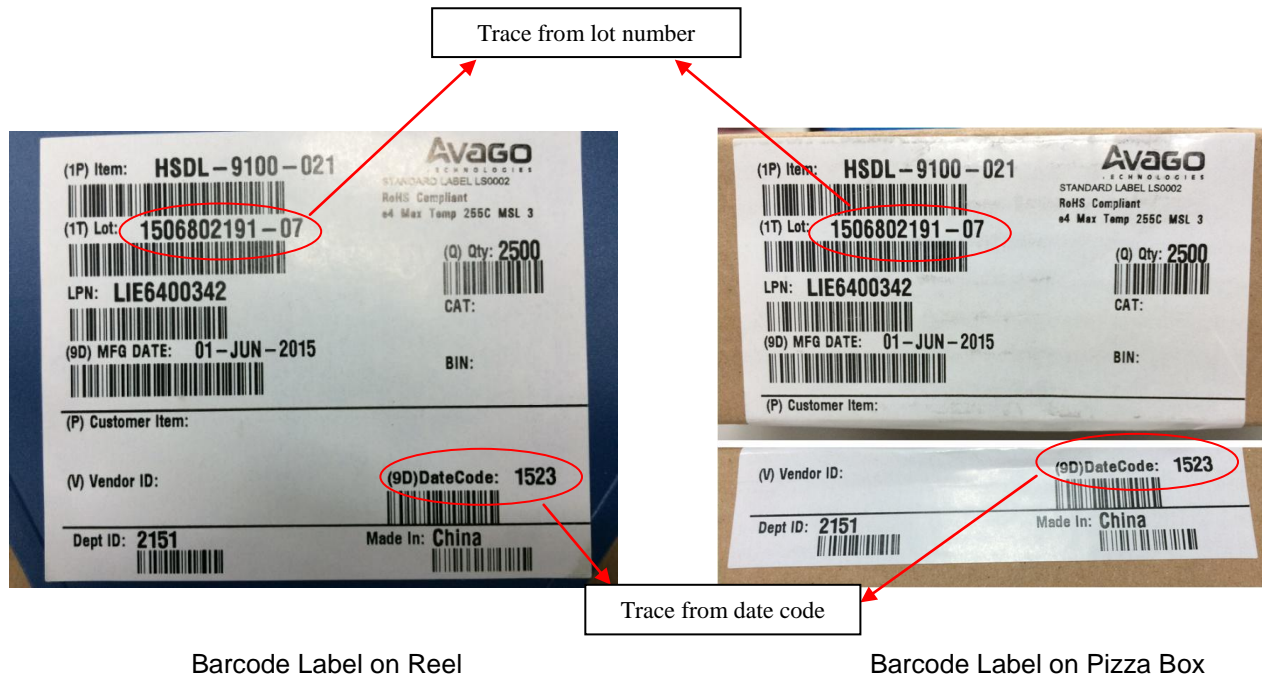 Trace from lot number
AVAGO
TECHNOLOGIES
(1P) Item: HSDL-9100-021
STANDARD LABEL LS0002
RoHS Compliant
e4 Max Temp 255C MSL 3
(1T) Lot: 1506802191-07
(Q) Qty: 2500
LPN: LIE6400342
CAT:
(9D) MFG DATE: 01-JUN-2015
BIN:
(P) Customer Item:
(V) Vendor ID:
(9D)DateCode: 1523
Dept ID: 2151
Made In: China
AVAGO
TECHNOLOGIES
(1P) Item: HSDL-9100-021
STANDARD LABEL LS0002
RoHS Compliant
e4 Max Temp 255C MSL 3
(1T) Lot: 1506802191-07
(Q) Qty: 2500
LPN: LIE6400342
CAT:
(9D) MFG DATE: 01-JUN-2015
BIN:
(P) Customer Item:
(V) Vendor ID:
(9D)DateCode: 1523
Dept ID: 2151
Made In: China
Trace from date code
Barcode Label on Reel
Barcode Label on Pizza Box